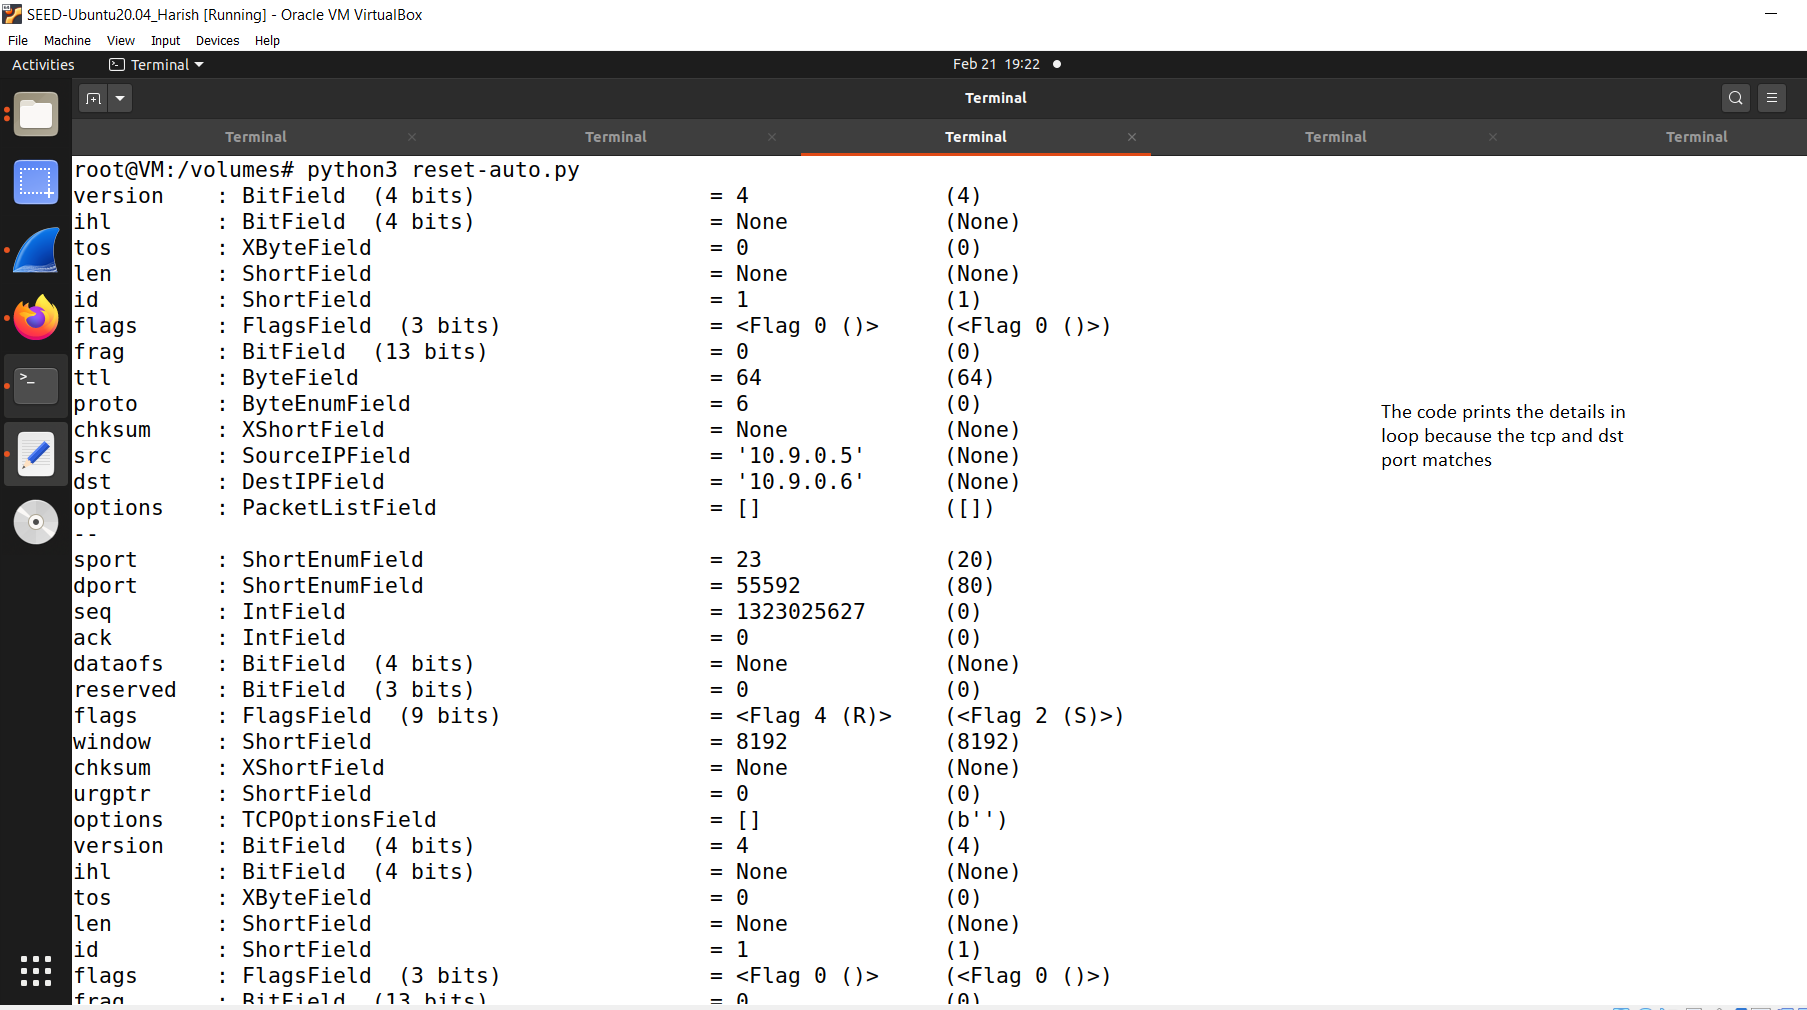 SEED-Ubuntu20.04_Harish [Running] - Oracle VM VirtualBox
File Machine View Input Devices Help
Activities Terminal Feb 21 19:22
Terminal
Terminal Terminal Terminal Terminal Terminal
root@VM:/volumes# python3 reset-auto.py
version : BitField (4 bits) = 4 (4)
ihl : BitField (4 bits) = None (None)
tos : XByteField = 0 (0)
len : ShortField = None (None)
id : ShortField = 1 (1)
flags : FlagsField (3 bits) = <Flag 0 ()> (<Flag 0 ()>)
frag : BitField (13 bits) = 0 (0)
ttl : ByteField = 64 (64)
proto : ByteEnumField = 6 (0)
chksum : XShortField = None (None)
src : SourceIPField = '10.9.0.5' (None)
dst : DestIPField = '10.9.0.6' (None)
options : PacketListField = [] ([])
--
sport : ShortEnumField = 23 (20)
dport : ShortEnumField = 55592 (80)
seq : IntField = 1323025627 (0)
ack : IntField = 0 (0)
dataofs : BitField (4 bits) = None (None)
reserved : BitField (3 bits) = 0 (0)
flags : FlagsField (9 bits) = <Flag 4 (R)> (<Flag 2 (S)>)
window : ShortField = 8192 (8192)
chksum : XShortField = None (None)
urgptr : ShortField = 0 (0)
options : TCPOptionsField = [] (b'')
version : BitField (4 bits) = 4 (4)
ihl : BitField (4 bits) = None (None)
tos : XByteField = 0 (0)
len : ShortField = None (None)
id : ShortField = 1 (1)
flags : FlagsField (3 bits) = <Flag 0 ()> (<Flag 0 ()>)
frag : BitField (13 bits) = 0 (0)
The code prints the details in
loop because the tcp and dst
port matches